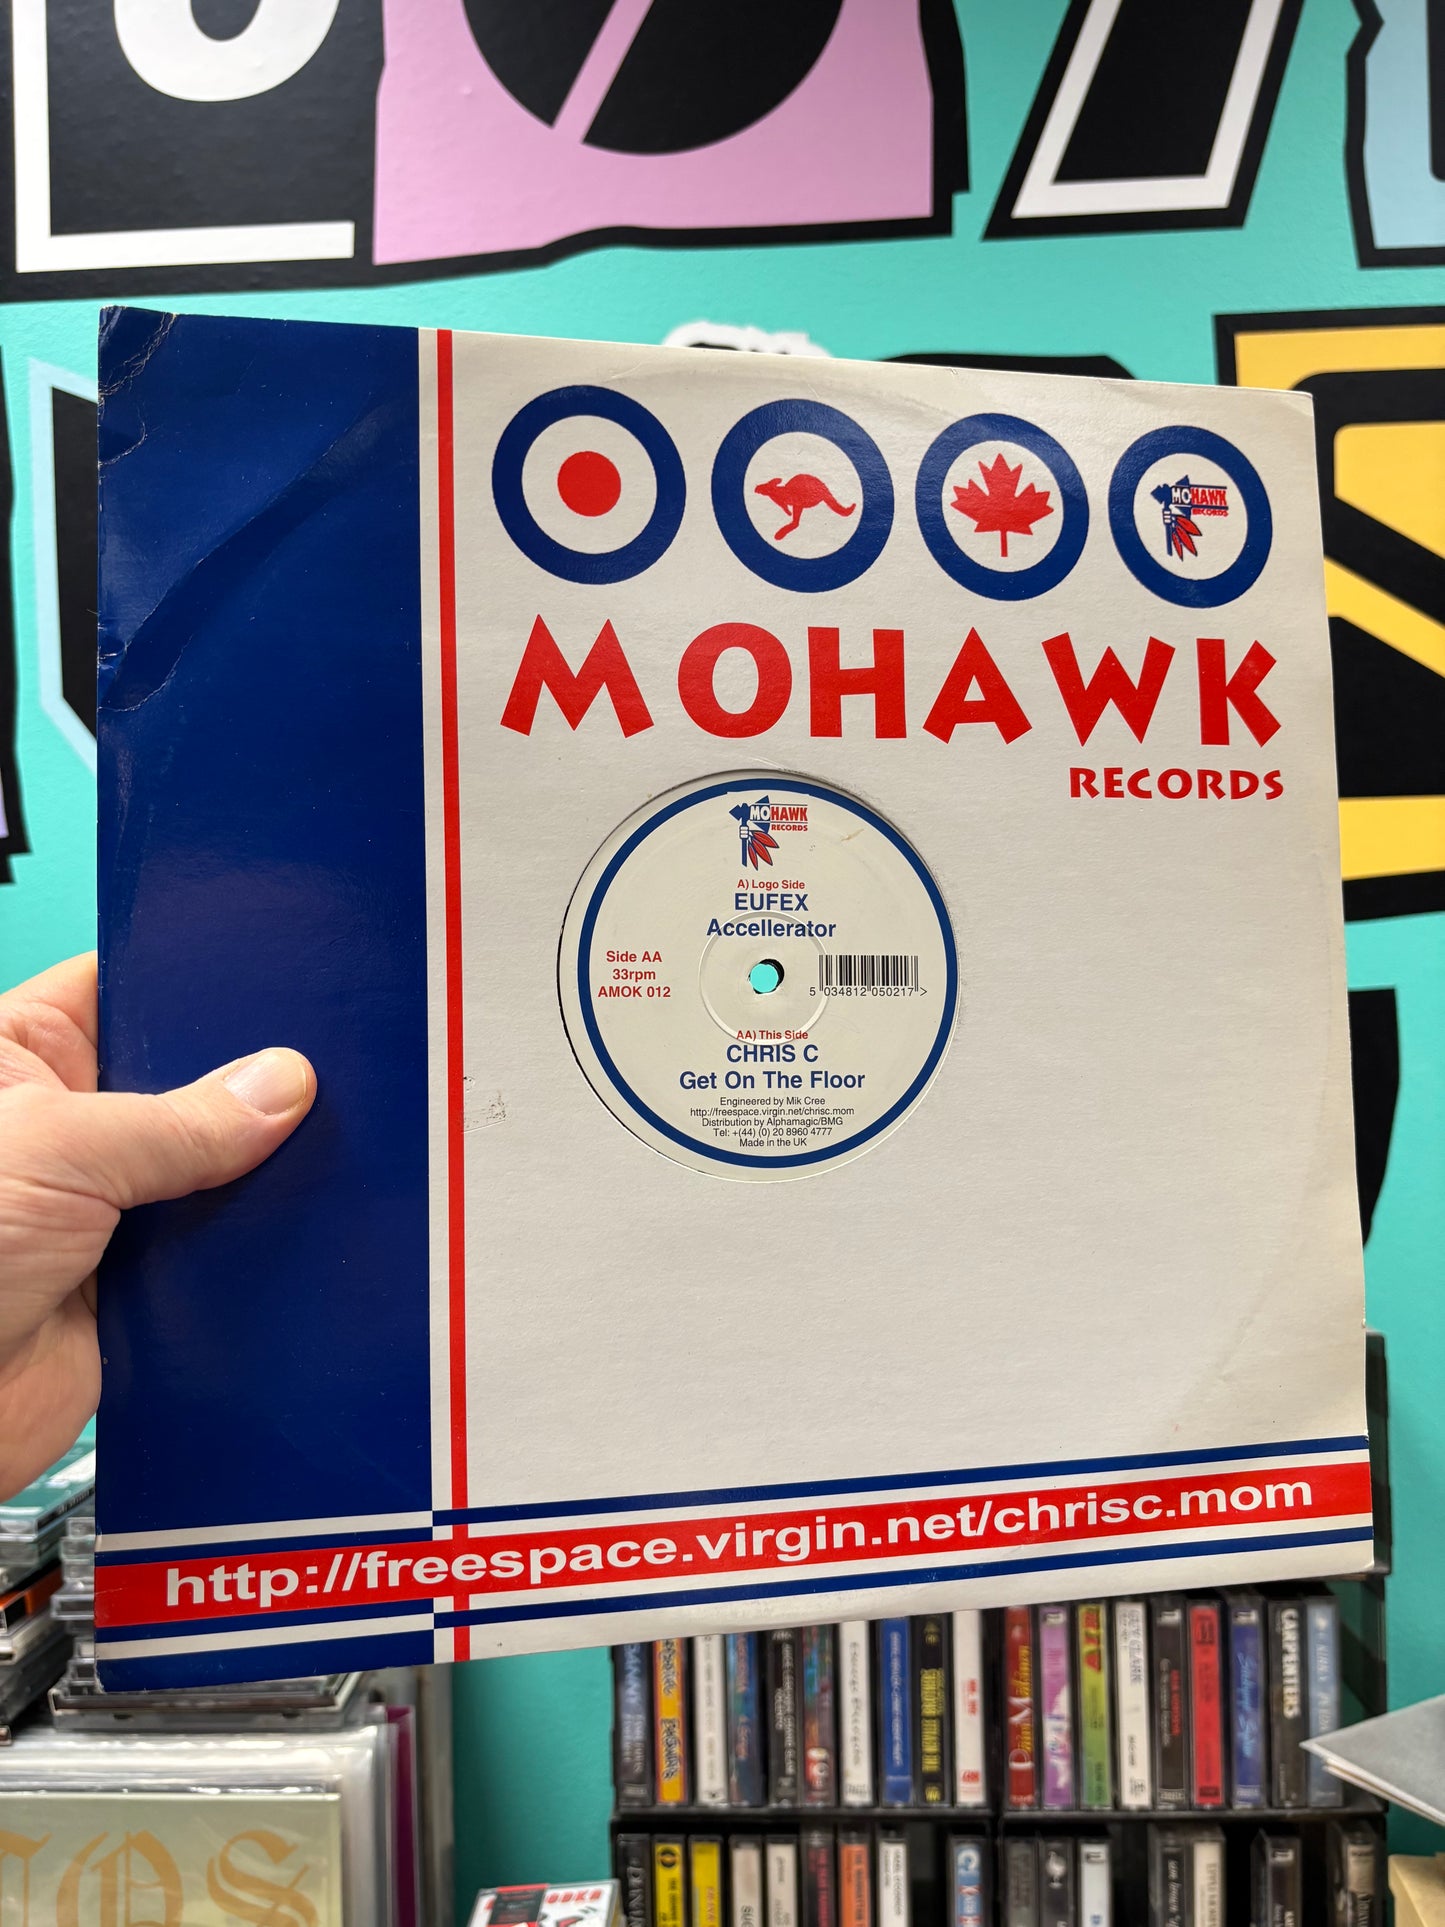 MOHAWK
RECORDS
MOHAWK
RECORDS
MOHAWK
RECORDS
A) Logo Side
EUFEX
Accellerator
Side AA
33rpm
AMOK 012
5 034812 050217 >
AA) This Side
CHRIS C
Get On The Floor
Engineered by Mik Cree
http://freespace.virgin.net/chrisc.mom
Distribution by Alphamagic/BMG
Tel: +(44) (0) 20 8960 4777
Made in the UK
http://freespace.virgin.net/chrisc.mom
CARPENTERS